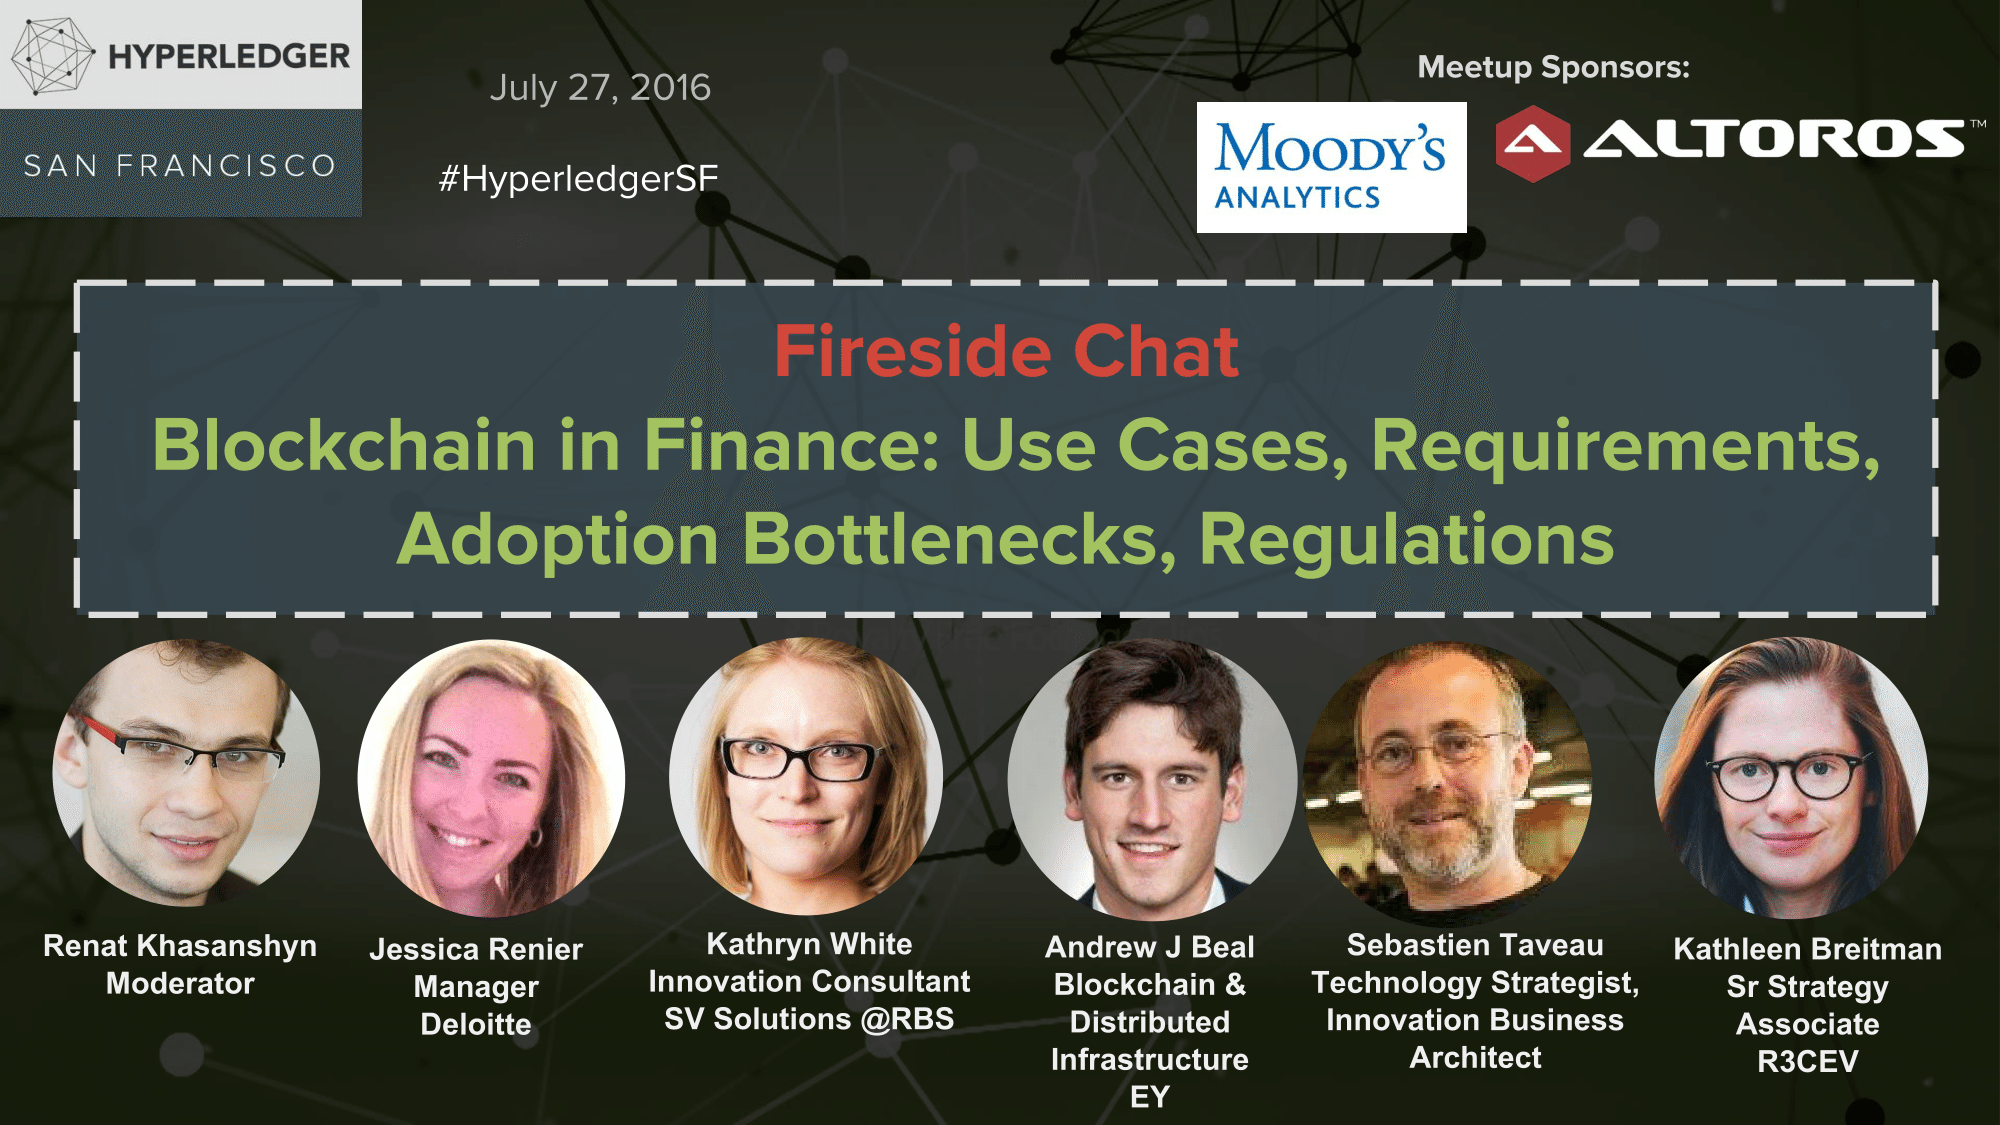 HYPERLEDGER
SAN FRANCISCO
July 27, 2016
#HyperledgerSF
Meetup Sponsors:
MOODY'S
ANALYTICS
ALTOROS™
Fireside Chat
Blockchain in Finance: Use Cases, Requirements,
Adoption Bottlenecks, Regulations
Renat Khasanshyn
Moderator
Jessica Renier
Manager
Deloitte
Kathryn White
Innovation Consultant
SV Solutions @RBS
Andrew J Beal
Blockchain &
Distributed
Infrastructure
EY
Sebastien Taveau
Technology Strategist,
Innovation Business
Architect
Kathleen Breitman
Sr Strategy
Associate
R3CEV